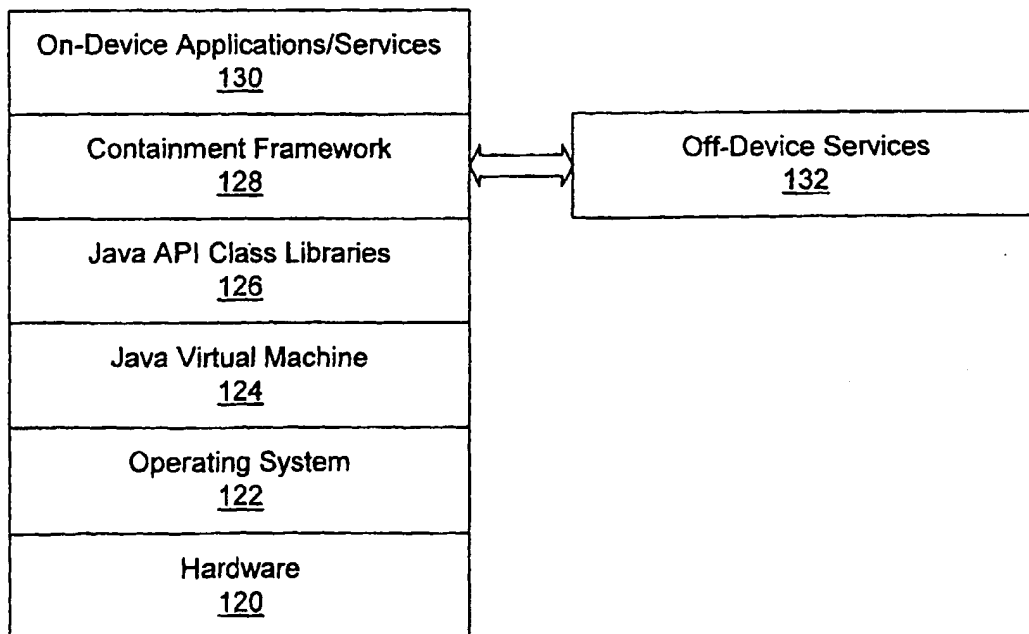 On-Device Applications/Services
130
Containment Framework
128
Off-Device Services
132
Java API Class Libraries
126
Java Virtual Machine
124
Operating System
122
Hardware
120